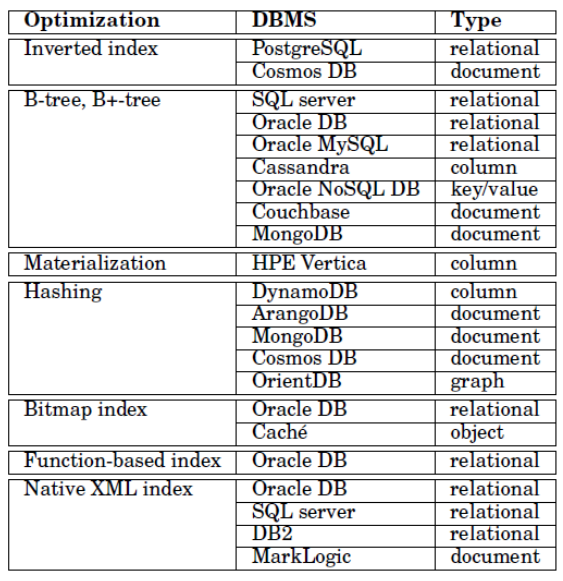 Optimization DBMS Type
Inverted index PostgreSQL relational
Cosmos DB document
B-tree, B+-tree SQL server relational
Oracle DB relational
Oracle MySQL relational
Cassandra column
Oracle NoSQL DB key/value
Couchbase document
MongoDB document
Materialization HPE Vertica column
Hashing DynamoDB column
ArangoDB document
MongoDB document
Cosmos DB document
OrientDB graph
Bitmap index Oracle DB relational
Caché object
Function-based index Oracle DB relational
Native XML index Oracle DB relational
SQL server relational
DB2 relational
MarkLogic document